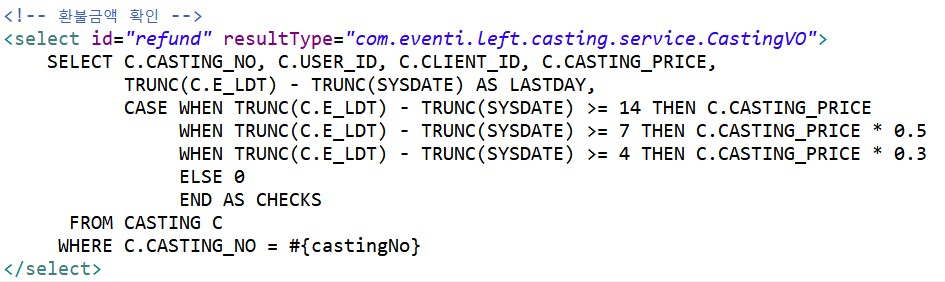 <!-- 환불금액 확인 -->
<select id="refund" resultType="com.eventi.left.casting.service.CastingVO">
SELECT C.CASTING_NO, C.USER_ID, C.CLIENT_ID, C.CASTING_PRICE,
TRUNC(C.E_LDT) - TRUNC(SYSDATE) AS LASTDAY,
CASE WHEN TRUNC(C.E_LDT) - TRUNC(SYSDATE) >= 14 THEN C.CASTING_PRICE
WHEN TRUNC(C.E_LDT) - TRUNC(SYSDATE) >= 7 THEN C.CASTING_PRICE * 0.5
WHEN TRUNC(C.E_LDT) - TRUNC(SYSDATE) >= 4 THEN C.CASTING_PRICE * 0.3
ELSE 0
END AS CHECKS
FROM CASTING C
WHERE C.CASTING_NO = #{castingNo}
</select>